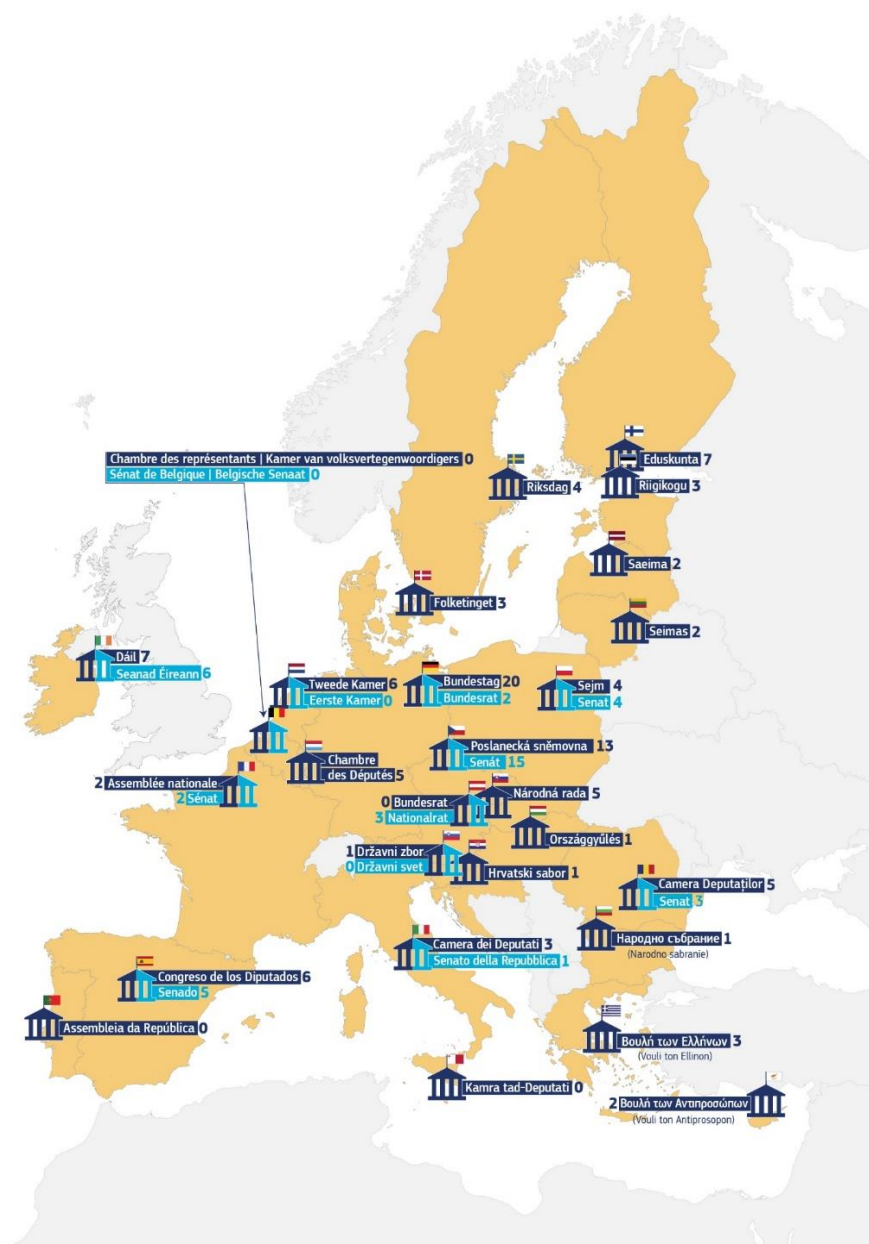 Chambre des représentants | Kamer van volksvertegenwoordigers 0
Sénat de Belgique | Belgische Senaat 0
Eduskunta 7
Riksdag 4
Riigikogu 3
Saeima 2
Folketinget 3
Seimas 2
Dáil 7
Seanad Éireann 6
Tweede Kamer 6
Eerste Kamer 0
Bundestag 20
Bundesrat 2
Sejm 4
Senat 4
Poslanecká sněmovna 13
Senát 15
Chambre
des Députés 5
2 Assemblée nationale
2 Sénat
Národná rada 5
0 Bundesrat
3 Nationalrat
Országgyűlés 1
1 Državni zbor
0 Državni svet
Hrvatski sabor 1
Camera Deputaților 5
Senat 3
Народно събрание 1
(Narodno sabranie)
Camera dei Deputati 3
Senato della Repubblica 1
Congreso de los Diputados 6
Senado 5
Assembleia da República 0
Βουλή των Ελλήνων 3
(Vouli ton Ellinon)
Kamra tad-Deputati 0
2 Βουλή των Αντιπροσώπων
(Vouli ton Antiprosopon)